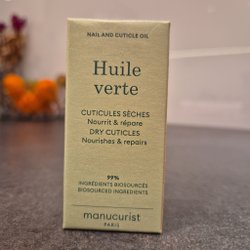 NAIL AND CUTICLE OIL
Huile
verte
CUTICULES SÈCHES
Nourrit & répare
DRY CUTICLES
Nourishes & repairs
99%
INGRÉDIENTS BIOSOURCÉS
BIOSOURCED INGREDIENTS
manucurist
PARIS